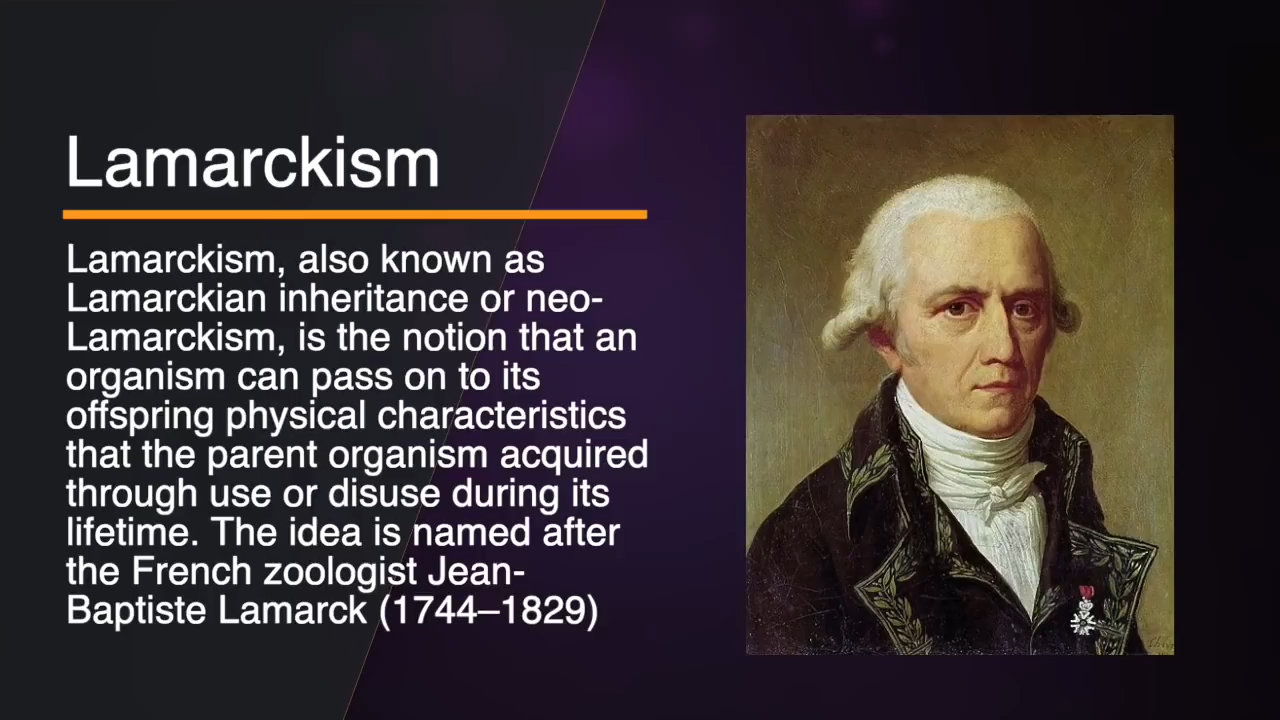 Lamarckism
Lamarckism, also known as
Lamarckian inheritance or neo-
Lamarckism, is the notion that an
organism can pass on to its
offspring physical characteristics
that the parent organism acquired
through use or disuse during its
lifetime. The idea is named after
the French zoologist Jean-
Baptiste Lamarck (1744–1829)